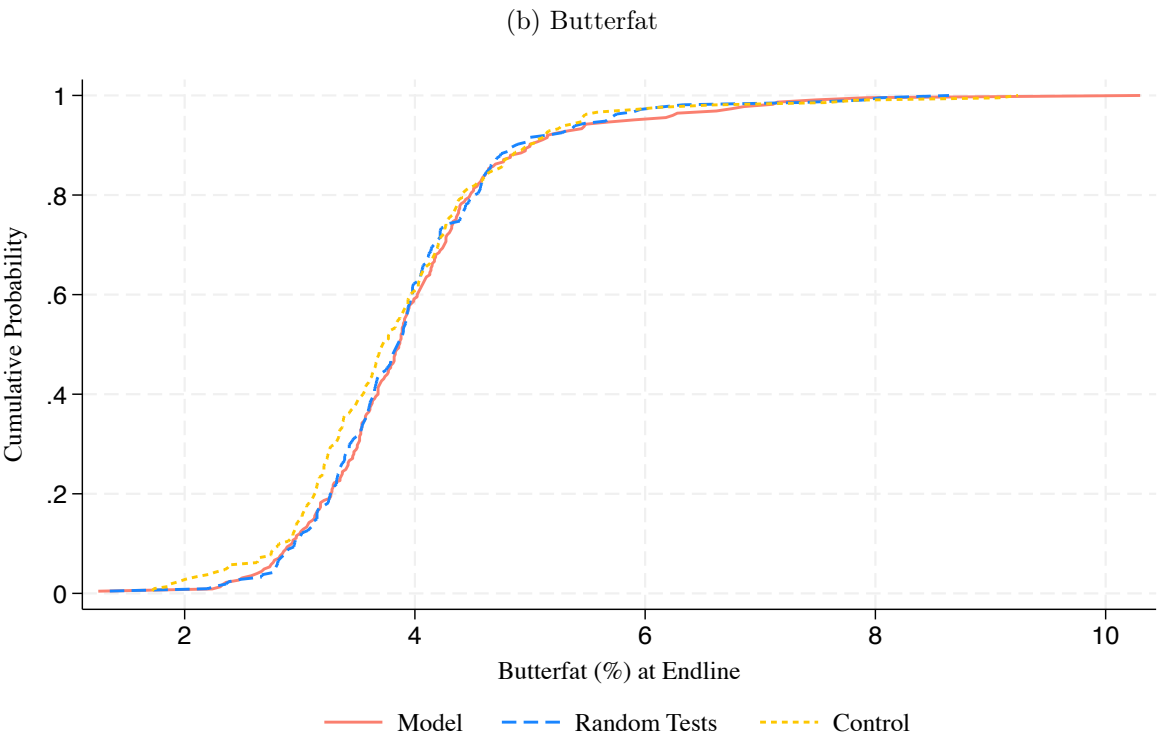 (b) Butterfat
Cumulative Probability
1
.8
.6
.4
.2
0
2 4 6 8 10
Butterfat (%) at Endline
Model Random Tests Control